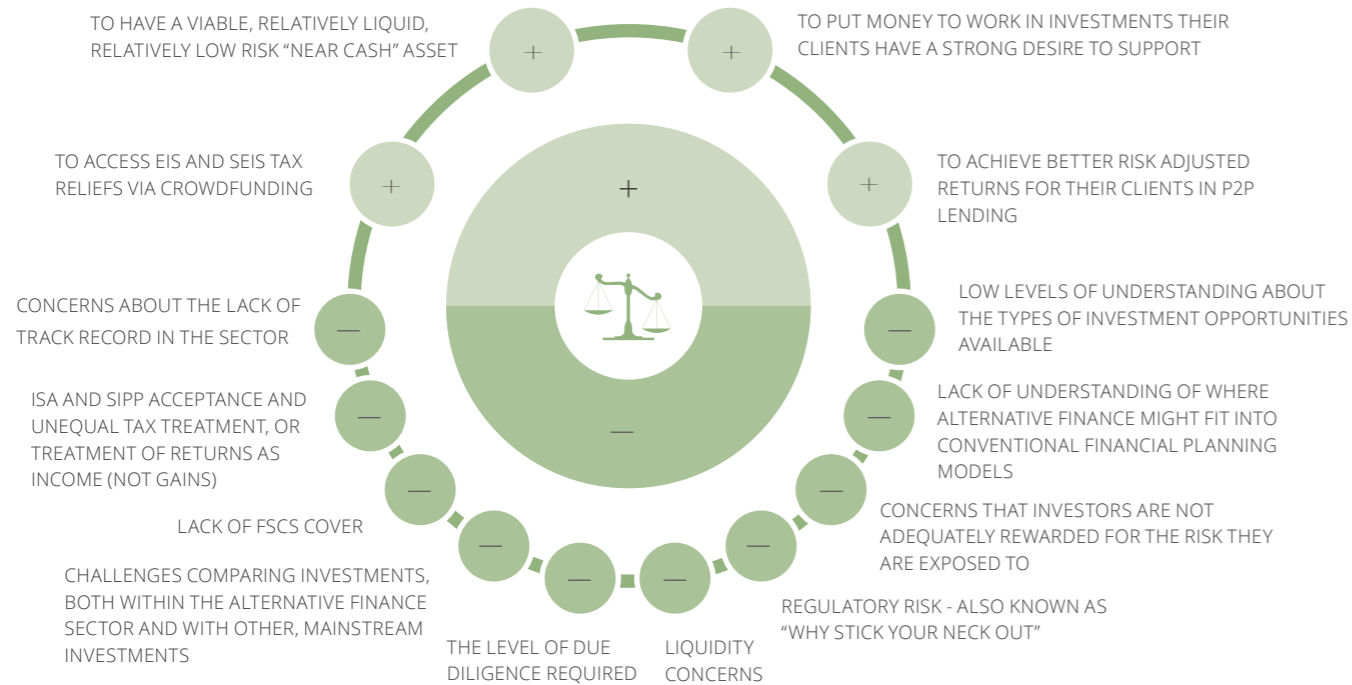 TO HAVE A VIABLE, RELATIVELY LIQUID,
RELATIVELY LOW RISK “NEAR CASH” ASSET
TO PUT MONEY TO WORK IN INVESTMENTS THEIR
CLIENTS HAVE A STRONG DESIRE TO SUPPORT
TO ACCESS EIS AND SEIS TAX
RELIEFS VIA CROWDFUNDING
TO ACHIEVE BETTER RISK ADJUSTED
RETURNS FOR THEIR CLIENTS IN P2P
LENDING
CONCERNS ABOUT THE LACK OF
TRACK RECORD IN THE SECTOR
LOW LEVELS OF UNDERSTANDING ABOUT
THE TYPES OF INVESTMENT OPPORTUNITIES
AVAILABLE
ISA AND SIPP ACCEPTANCE AND
UNEQUAL TAX TREATMENT, OR
TREATMENT OF RETURNS AS
INCOME (NOT GAINS)
LACK OF UNDERSTANDING OF WHERE
ALTERNATIVE FINANCE MIGHT FIT INTO
CONVENTIONAL FINANCIAL PLANNING
MODELS
LACK OF FSCS COVER
CONCERNS THAT INVESTORS ARE NOT
ADEQUATELY REWARDED FOR THE RISK THEY
ARE EXPOSED TO
CHALLENGES COMPARING INVESTMENTS,
BOTH WITHIN THE ALTERNATIVE FINANCE
SECTOR AND WITH OTHER, MAINSTREAM
INVESTMENTS
REGULATORY RISK - ALSO KNOWN AS
“WHY STICK YOUR NECK OUT”
THE LEVEL OF DUE
DILIGENCE REQUIRED
LIQUIDITY
CONCERNS